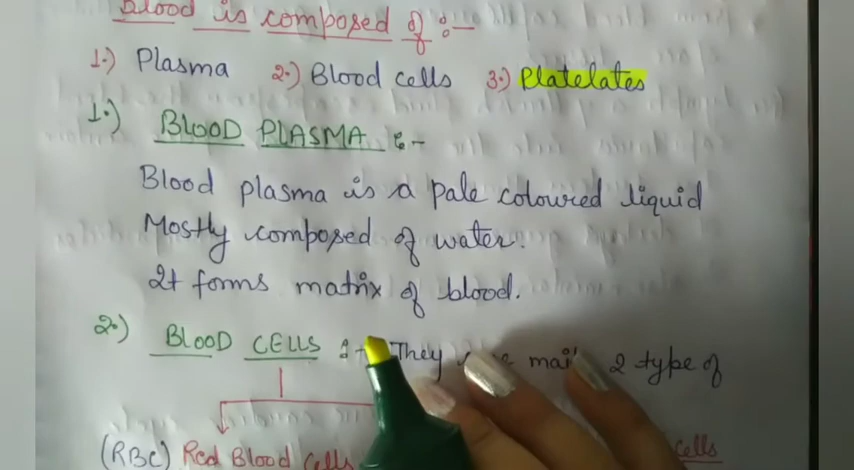 Blood is composed of :-
1.) Plasma 2.) Blood cells 3.) Platelates
1.) BLOOD PLASMA :-
Blood plasma is a pale coloured liquid
Mostly composed of water.
It forms matrix of blood.
2.) BLOOD CELLS :- They 2 type of
(RBC) Red Blood Cells cells